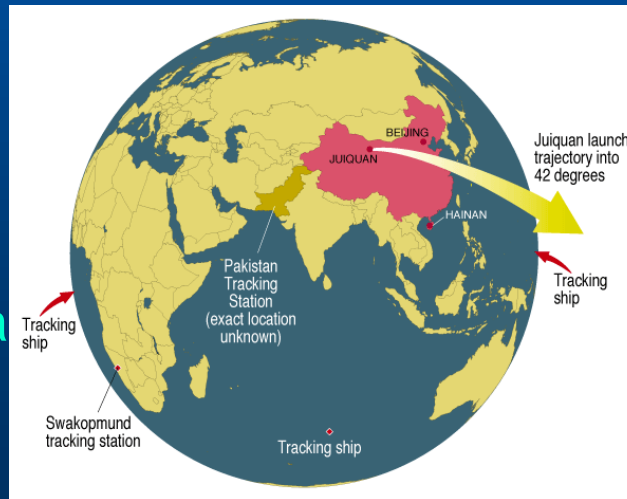 BEIJING
JUIQUAN
Juiquan launch
trajectory into
42 degrees
HAINAN
Pakistan
Tracking
Station
(exact location
unknown)
Tracking
ship
Tracking
ship
Swakopmund
tracking station
Tracking ship